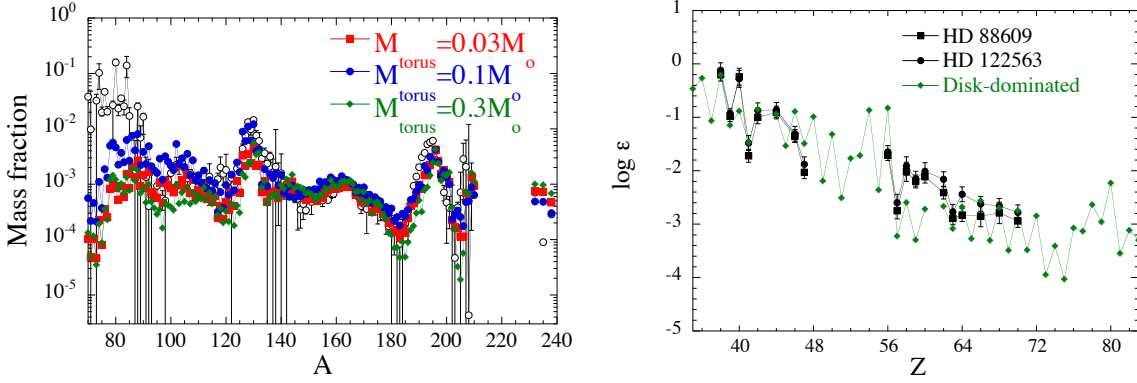 Mass fraction
10^0
10^-1
10^-2
10^-3
10^-4
10^-5
M_torus=0.03M_o
M_torus=0.1M_o
M_torus=0.3M_o
80 100 120 140 160 180 200 220 240
A
log ε
1
0
-1
-2
-3
-4
-5
HD 88609
HD 122563
Disk-dominated
40 48 56 64 72 80
Z